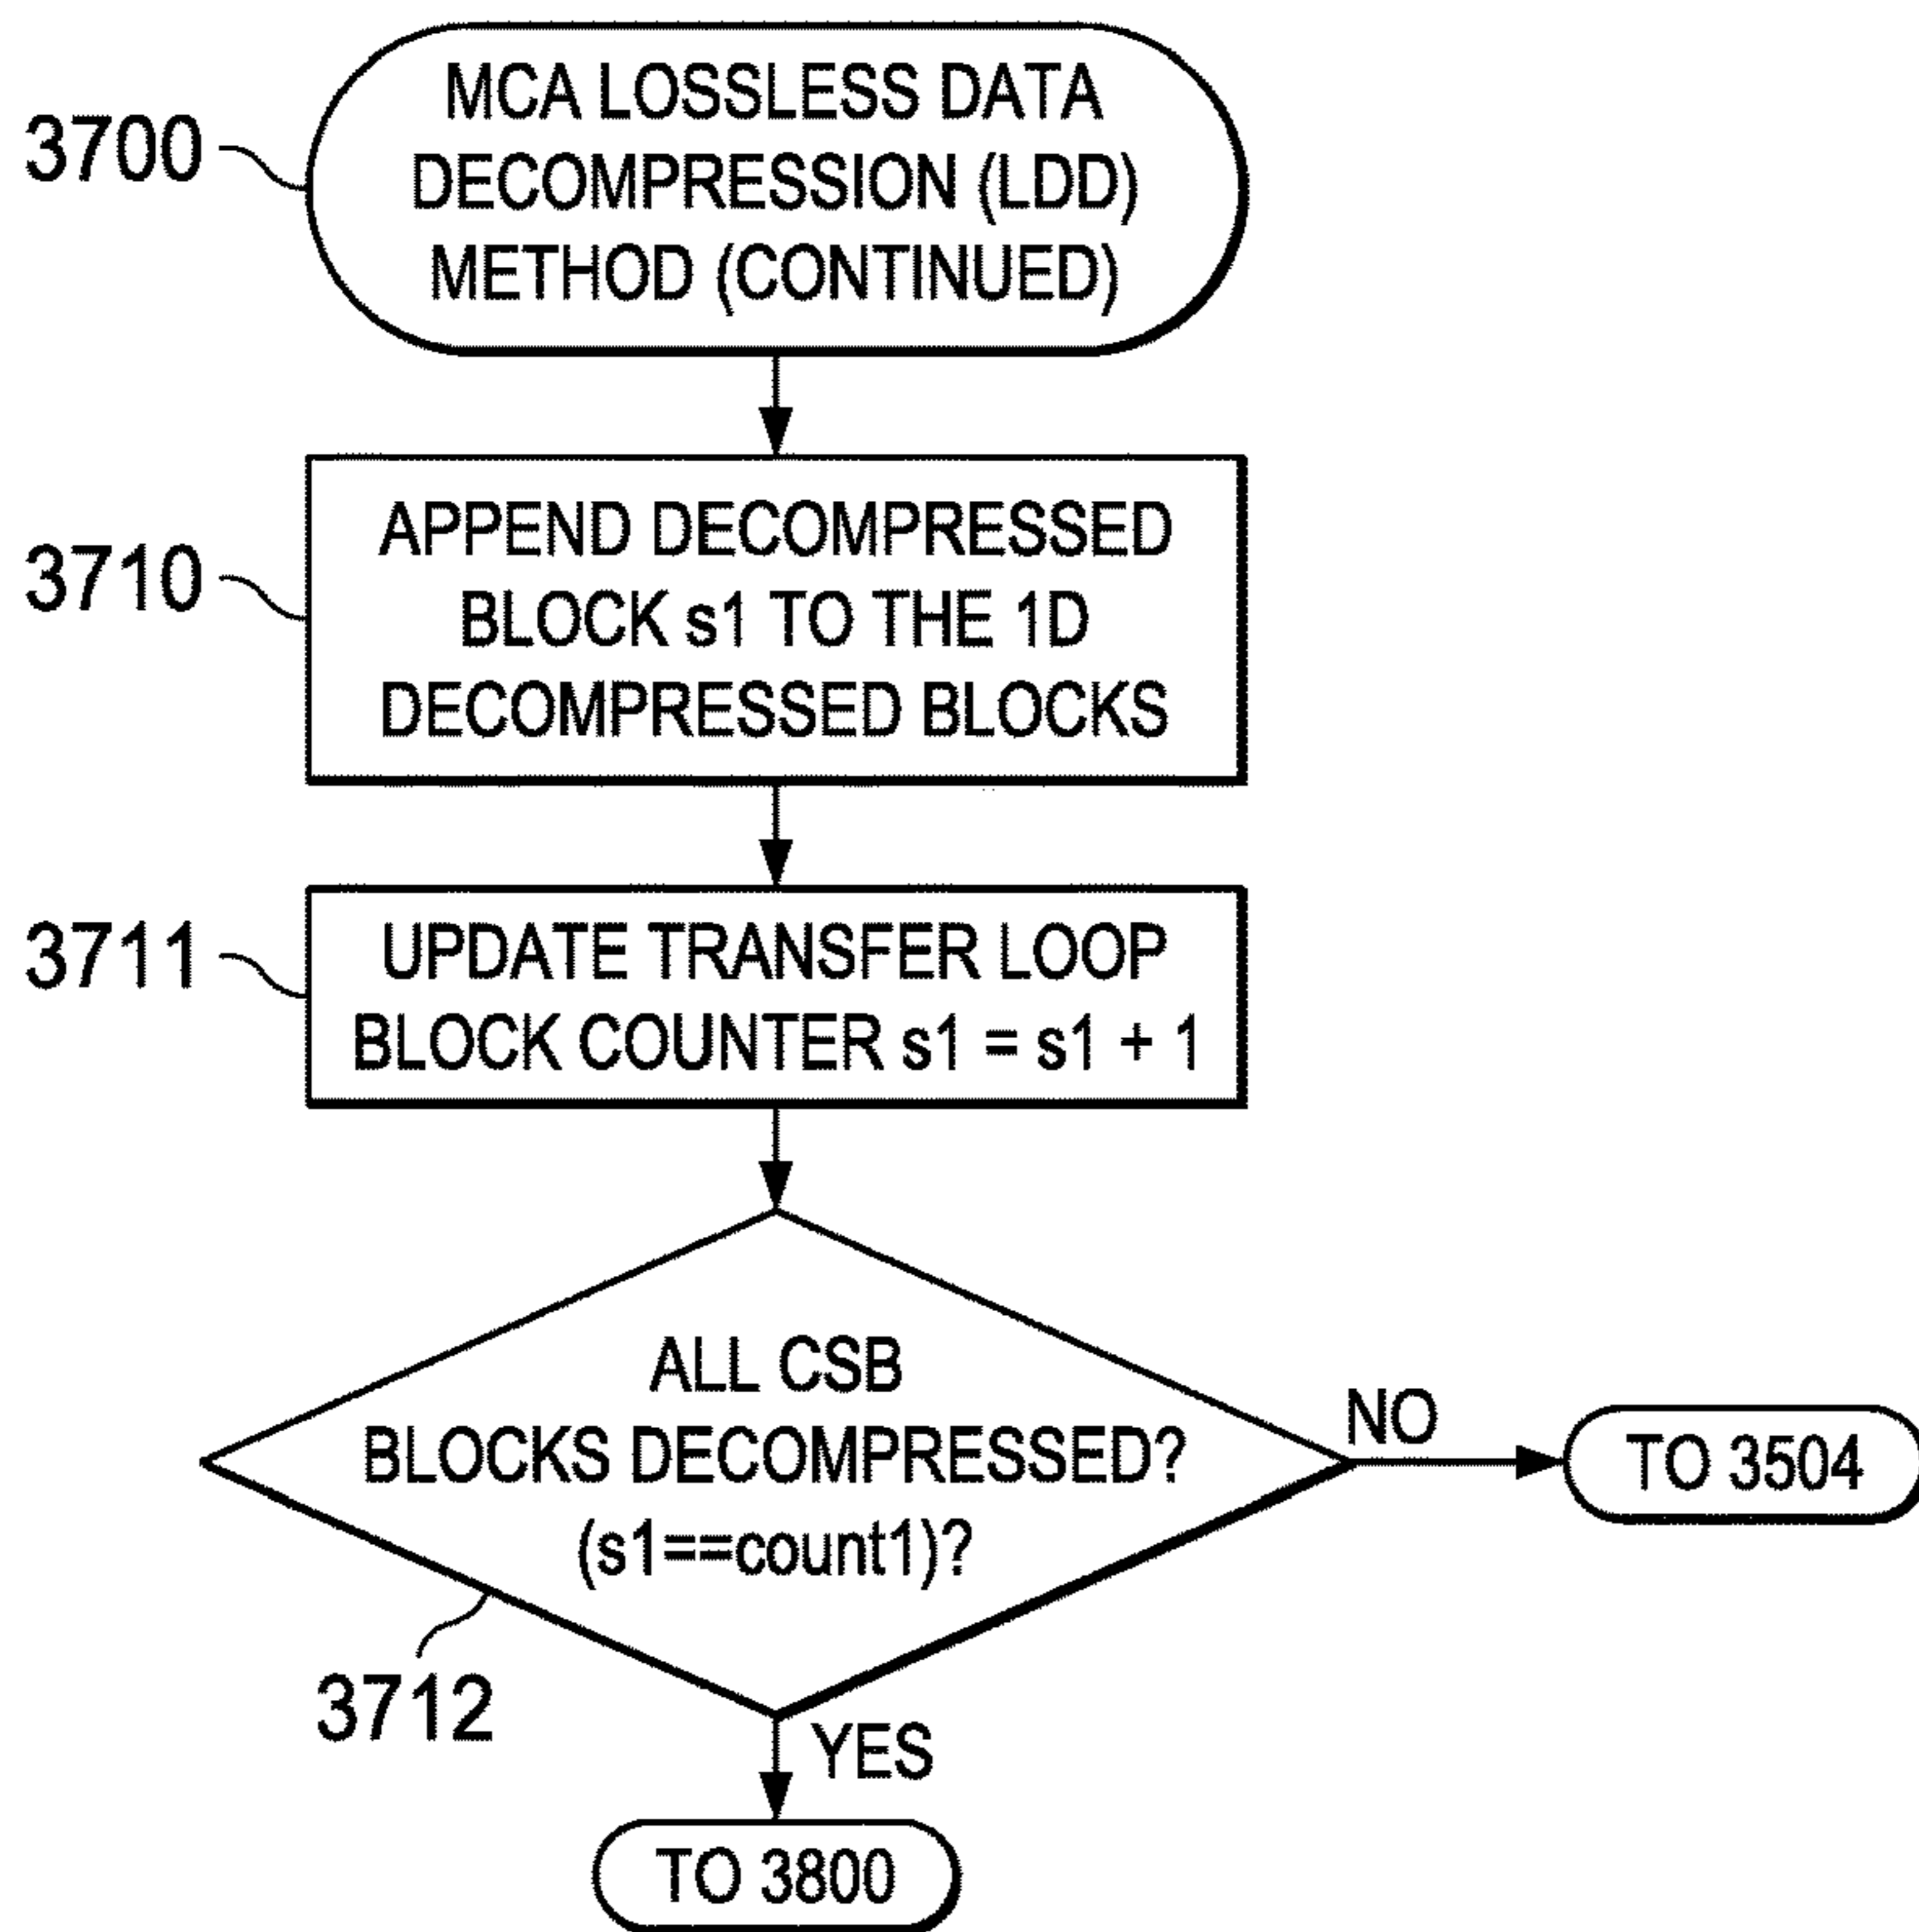 3700
MCA LOSSLESS DATA
DECOMPRESSION (LDD)
METHOD (CONTINUED)
3710
APPEND DECOMPRESSED
BLOCK s1 TO THE 1D
DECOMPRESSED BLOCKS
3711
UPDATE TRANSFER LOOP
BLOCK COUNTER s1 = s1 + 1
ALL CSB
BLOCKS DECOMPRESSED?
(s1==count1)?
NO
TO 3504
3712
YES
TO 3800